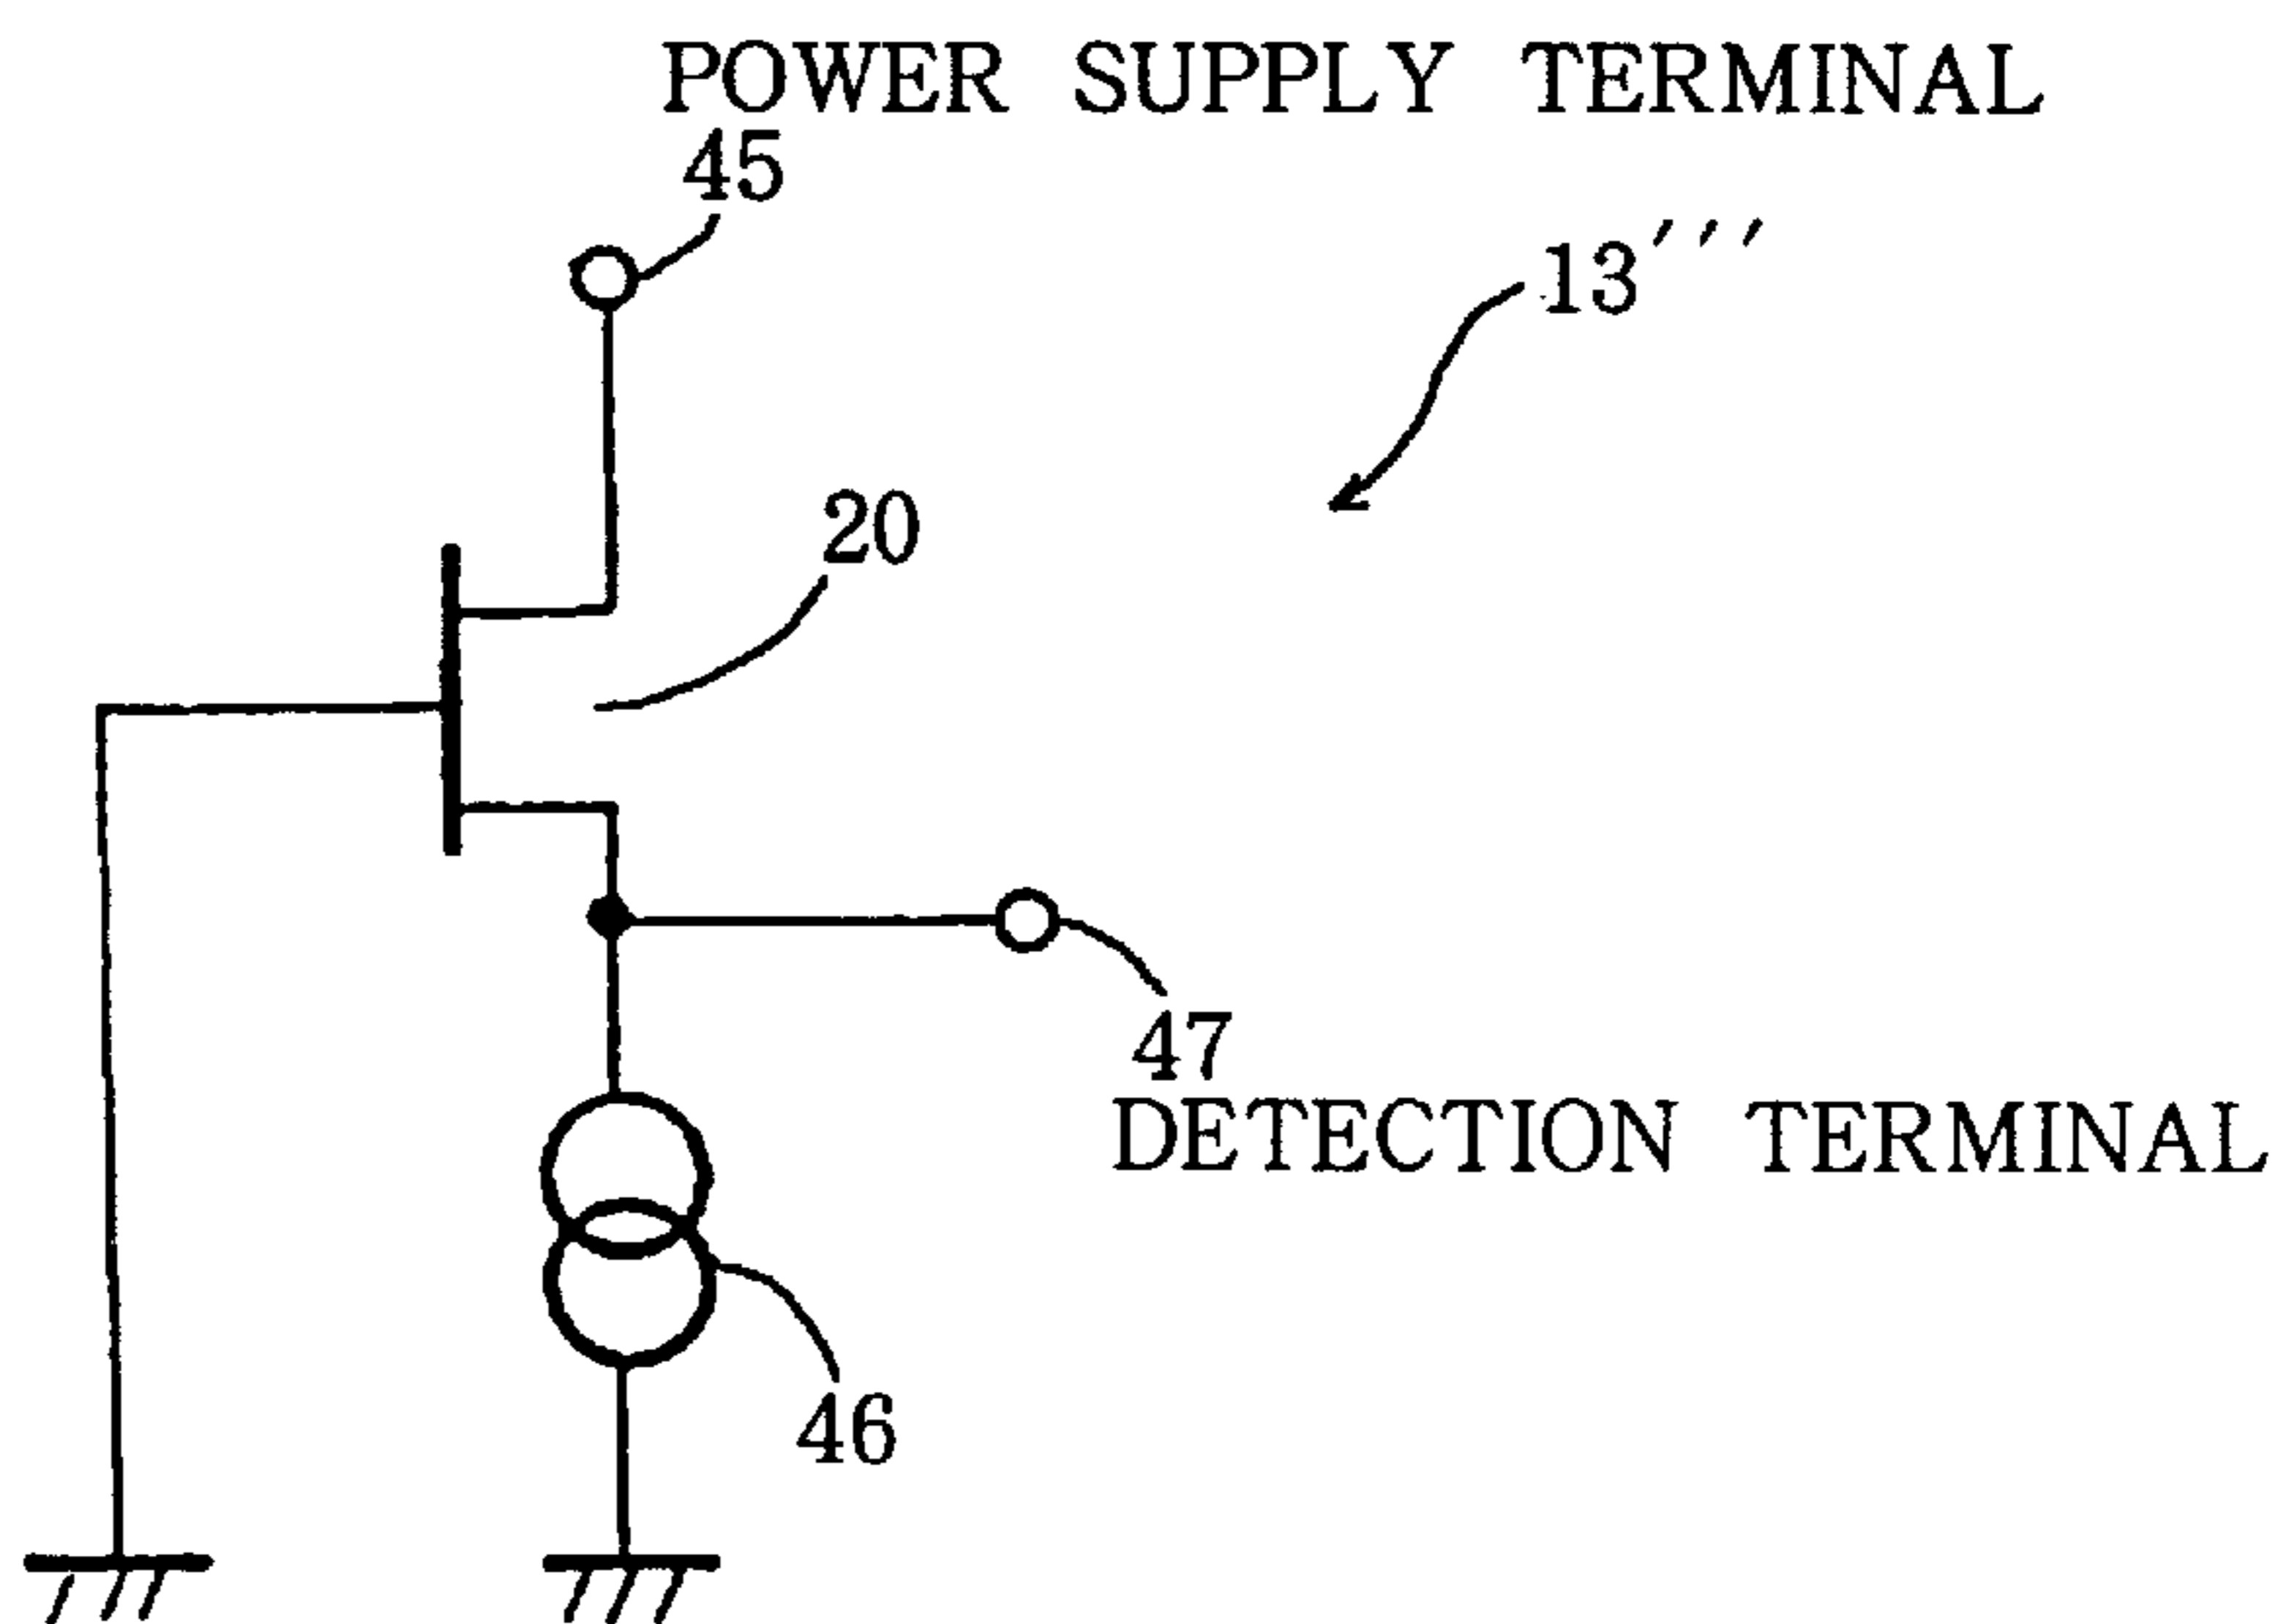 POWER SUPPLY TERMINAL
45
13'''
20
47
DETECTION TERMINAL
46